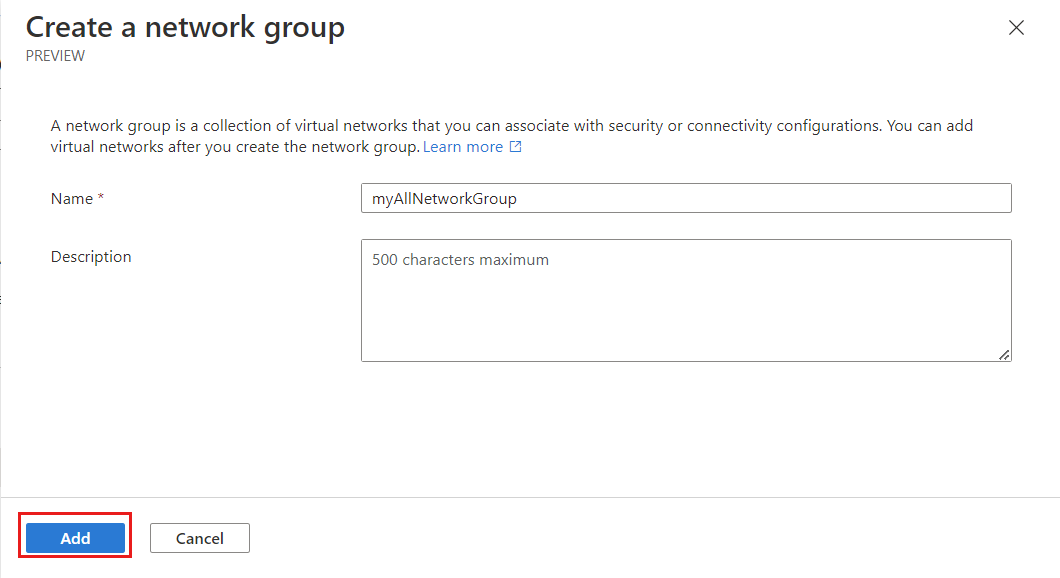 Create a network group
PREVIEW
A network group is a collection of virtual networks that you can associate with security or connectivity configurations. You can add
virtual networks after you create the network group. Learn more
Name *
myAllNetworkGroup
Description
500 characters maximum
Add
Cancel